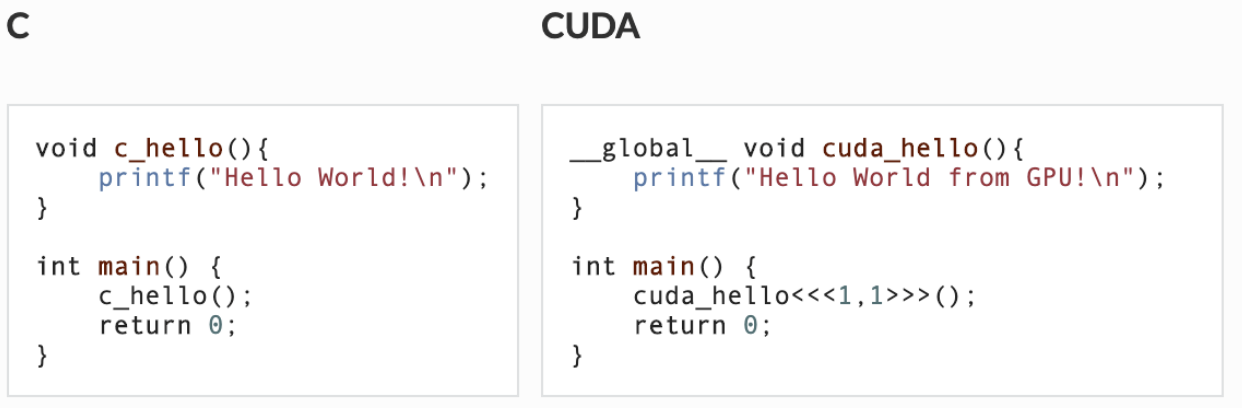 C
void c_hello(){
    printf("Hello World!\n");
}

int main() {
    c_hello();
    return 0;
}
CUDA
__global__ void cuda_hello(){
    printf("Hello World from GPU!\n");
}

int main() {
    cuda_hello<<<1,1>>>();
    return 0;
}